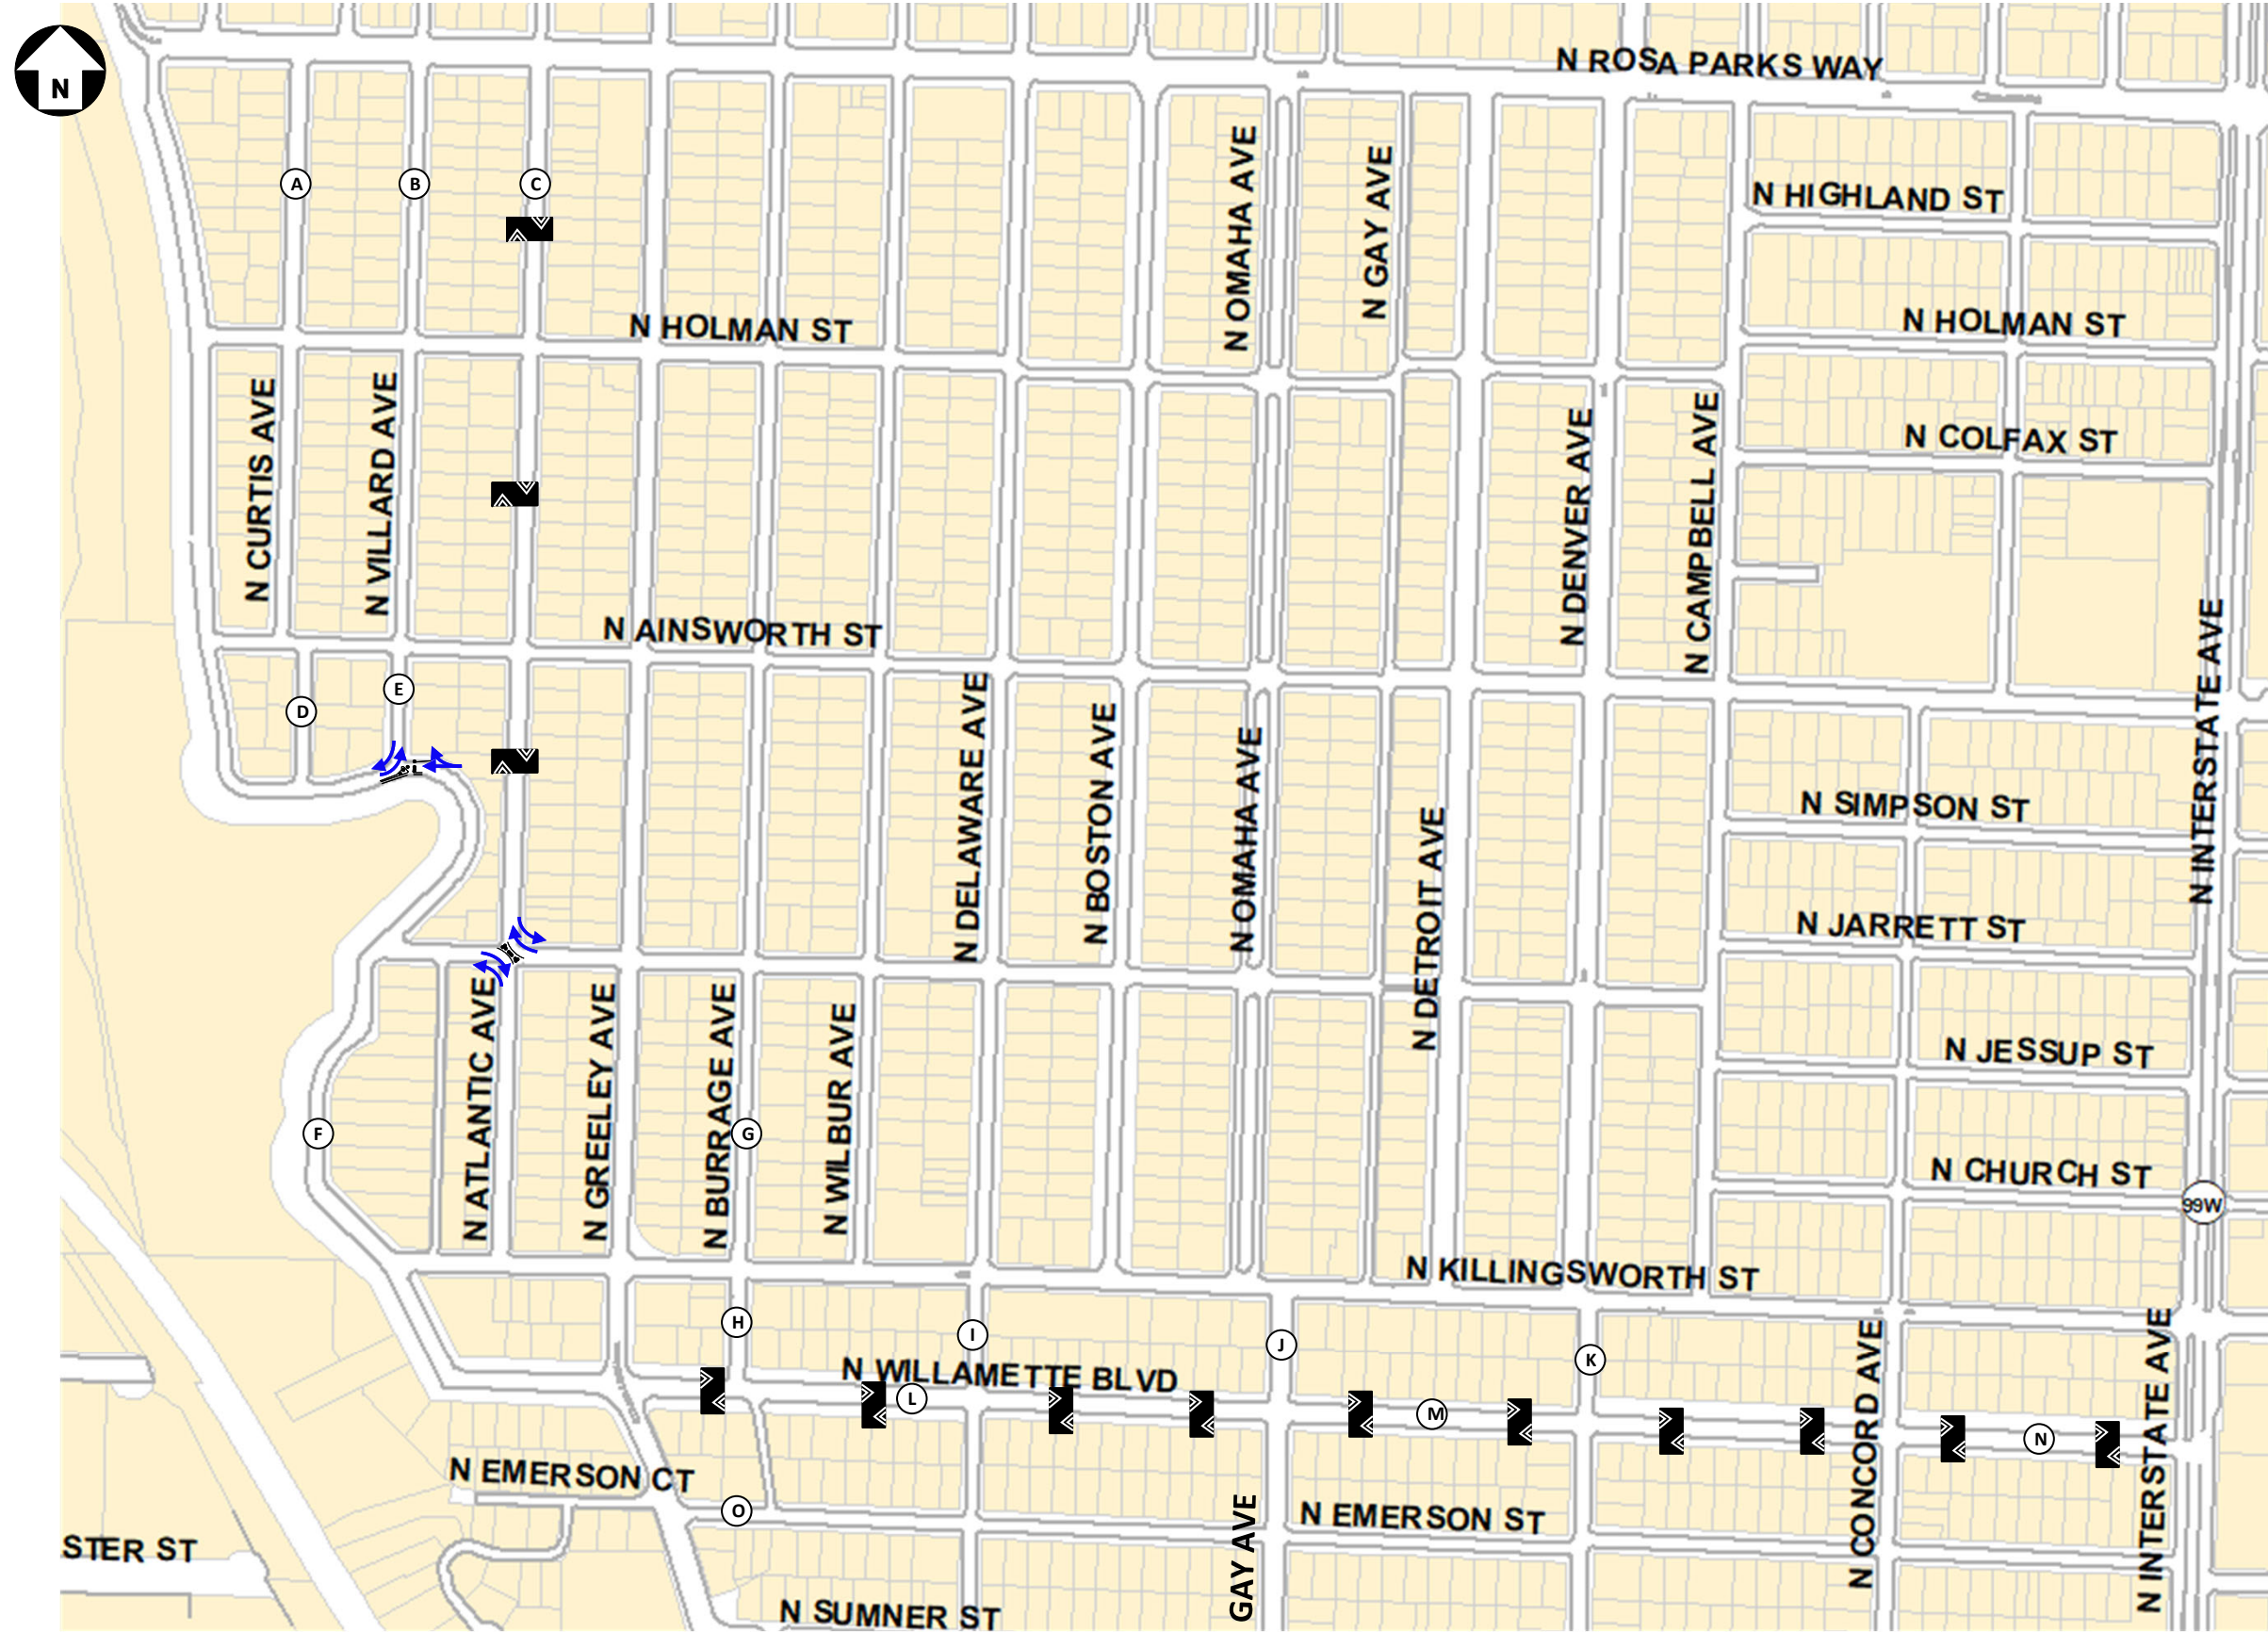 N ROSA PARKS WAY
N
A
B
C
N HIGHLAND ST
N OMAHA AVE
N GAY AVE
N HOLMAN ST
N HOLMAN ST
N CURTIS AVE
N VILLARD AVE
N DENVER AVE
N CAMPBELL AVE
N COLFAX ST
N AINSWORTH ST
N INTERSTATE AVE
D
E
N DELAWARE AVE
N BOSTON AVE
N OMAHA AVE
N DETROIT AVE
N SIMPSON ST
N JARRETT ST
N ATLANTIC AVE
N GREELEY AVE
N BURRAGE AVE
N WILBUR AVE
N JESSUP ST
F
G
N CHURCH ST
99W
N KILLINGSWORTH ST
H
I
J
K
N WILLAMETTE BLVD
L
M
N
N CONCORD AVE
N INTERSTATE AVE
N EMERSON CT
O
GAY AVE
N EMERSON ST
STER ST
N SUMNER ST